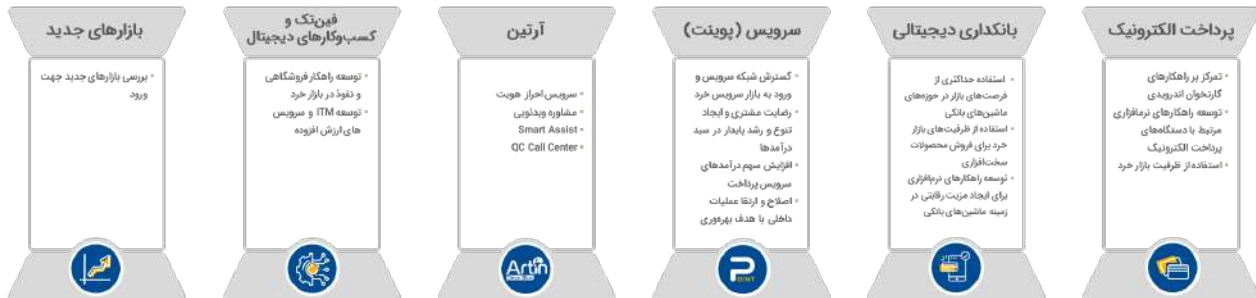 پرداخت الکترونیک
تمرکز بر راهکارهای
کارتخوان اندرویدی
توسعه راهکارهای نرمافزاری
مرتبط با دستگاه‌های
پرداخت الکترونیک
استفاده از ظرفیت بازار خرد
بانکداری دیجیتالی
استفاده حداکثری از
فرصت‌های بازار در حوزه‌های
ماشین‌های بانکی
استفاده از ظرفیت‌های بازار
خرد برای فروش محصولات
سخت‌افزاری
توسعه راهکارهای نرم‌افزاری
برای ایجاد مزیت رقابتی در
زمینه ماشین‌های بانکی
سرویس (پوینت)
گسترش شبکه سرویس و
ورود به بازار سرویس خرد
رضایت مشتری و ایجاد
تنوع و رشد پایدار در سبد
درآمدها
افزایش سهم درآمدهای
سرویس پرداخت
اصلاح و ارتقا عملیات
داخلی با هدف بهره‌وری
POINT
آرتین
سرویس احراز هویت
مشاوره ویدئویی
Smart Assist
QC Call Center
Artin
فین‌تک و
کسب‌وکارهای دیجیتال
توسعه راهکار فروشگاهی
و نفوذ در بازار خرد
توسعه ITM و سرویس
های ارزش افزوده
بازارهای جدید
بررسی بازارهای جدید جهت
ورود